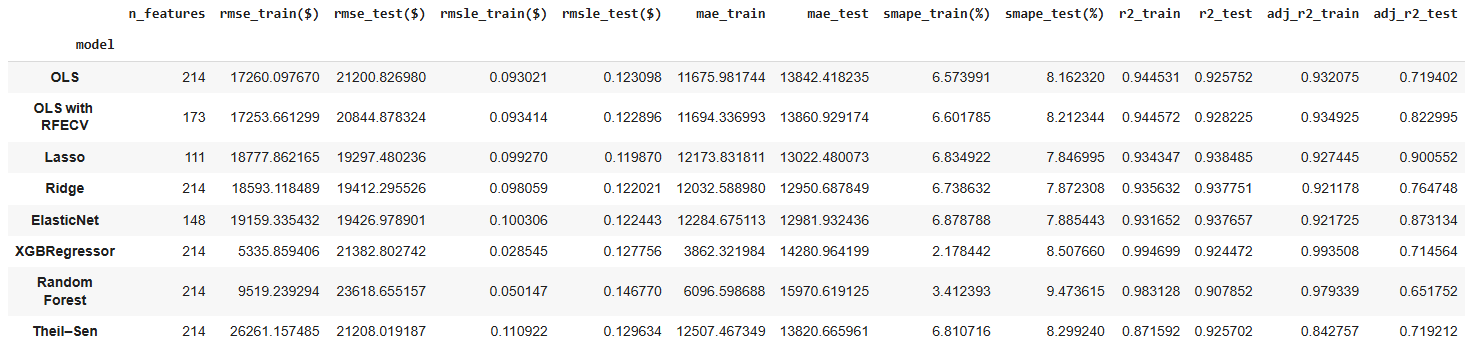 n_features rmse_train($) rmse_test($) rmsle_train($) rmsle_test($) mae_train mae_test smape_train(%) smape_test(%) r2_train r2_test adj_r2_train adj_r2_test
model
OLS 214 17260.097670 21200.826980 0.093021 0.123098 11675.981744 13842.418235 6.573991 8.162320 0.944531 0.925752 0.932075 0.719402
OLS with
RFECV 173 17253.661299 20844.878324 0.093414 0.122896 11694.336993 13860.929174 6.601785 8.212344 0.944572 0.928225 0.934925 0.822995
Lasso 111 18777.862165 19297.480236 0.099270 0.119870 12173.831811 13022.480073 6.834922 7.846995 0.934347 0.938485 0.927445 0.900552
Ridge 214 18593.118489 19412.295526 0.098059 0.122021 12032.588980 12950.687849 6.738632 7.872308 0.935632 0.937751 0.921178 0.764748
ElasticNet 148 19159.335432 19426.978901 0.100306 0.122443 12284.675113 12981.932436 6.878788 7.885443 0.931652 0.937657 0.921725 0.873134
XGBRegressor 214 5335.859406 21382.802742 0.028545 0.127756 3862.321984 14280.964199 2.178442 8.507660 0.994699 0.924472 0.993508 0.714564
Random
Forest 214 9519.239294 23618.655157 0.050147 0.146770 6096.598688 15970.619125 3.412393 9.473615 0.983128 0.907852 0.979339 0.651752
Theil–Sen 214 26261.157485 21208.019187 0.110922 0.129634 12507.467349 13820.665961 6.810716 8.299240 0.871592 0.925702 0.842757 0.719212